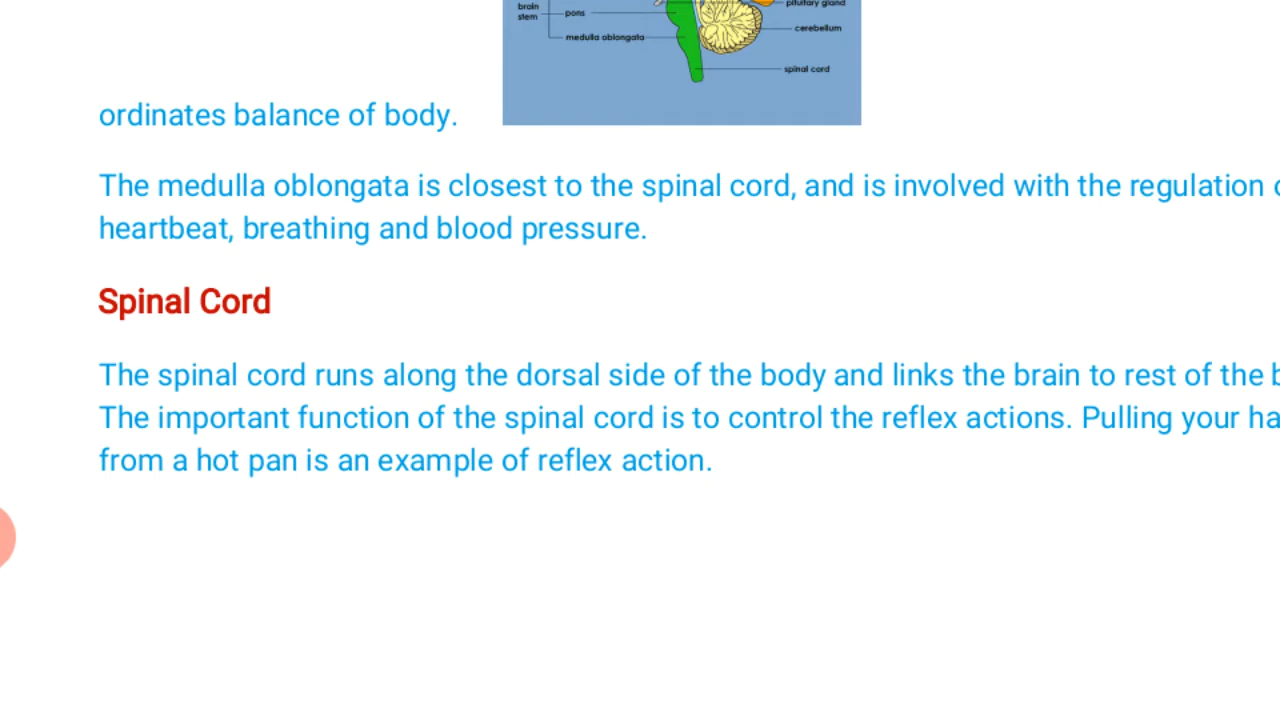 pituitary gland
brain
stem
pons
cerebellum
medulla oblongata
spinal cord
ordinates balance of body.
The medulla oblongata is closest to the spinal cord, and is involved with the regulation
heartbeat, breathing and blood pressure.
Spinal Cord
The spinal cord runs along the dorsal side of the body and links the brain to rest of the
The important function of the spinal cord is to control the reflex actions. Pulling your
from a hot pan is an example of reflex action.